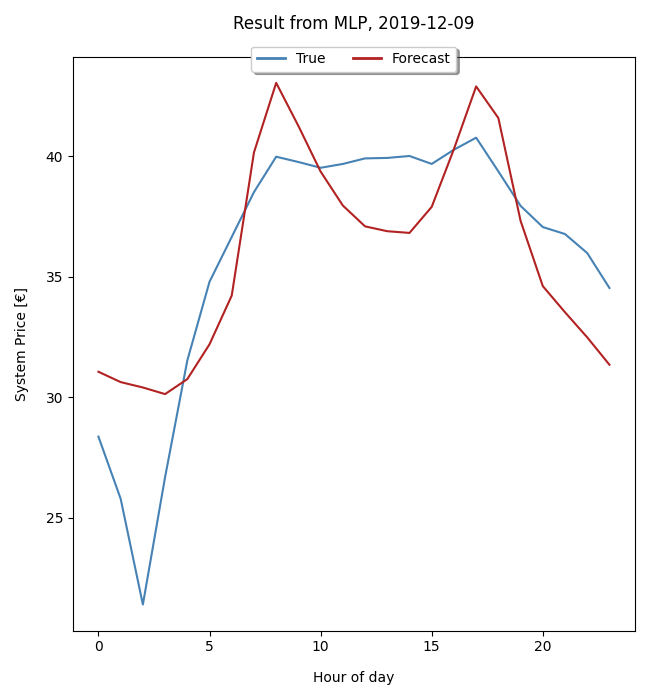 Result from MLP, 2019-12-09
True Forecast
System Price [€]
40
35
30
25
0 5 10 15 20
Hour of day